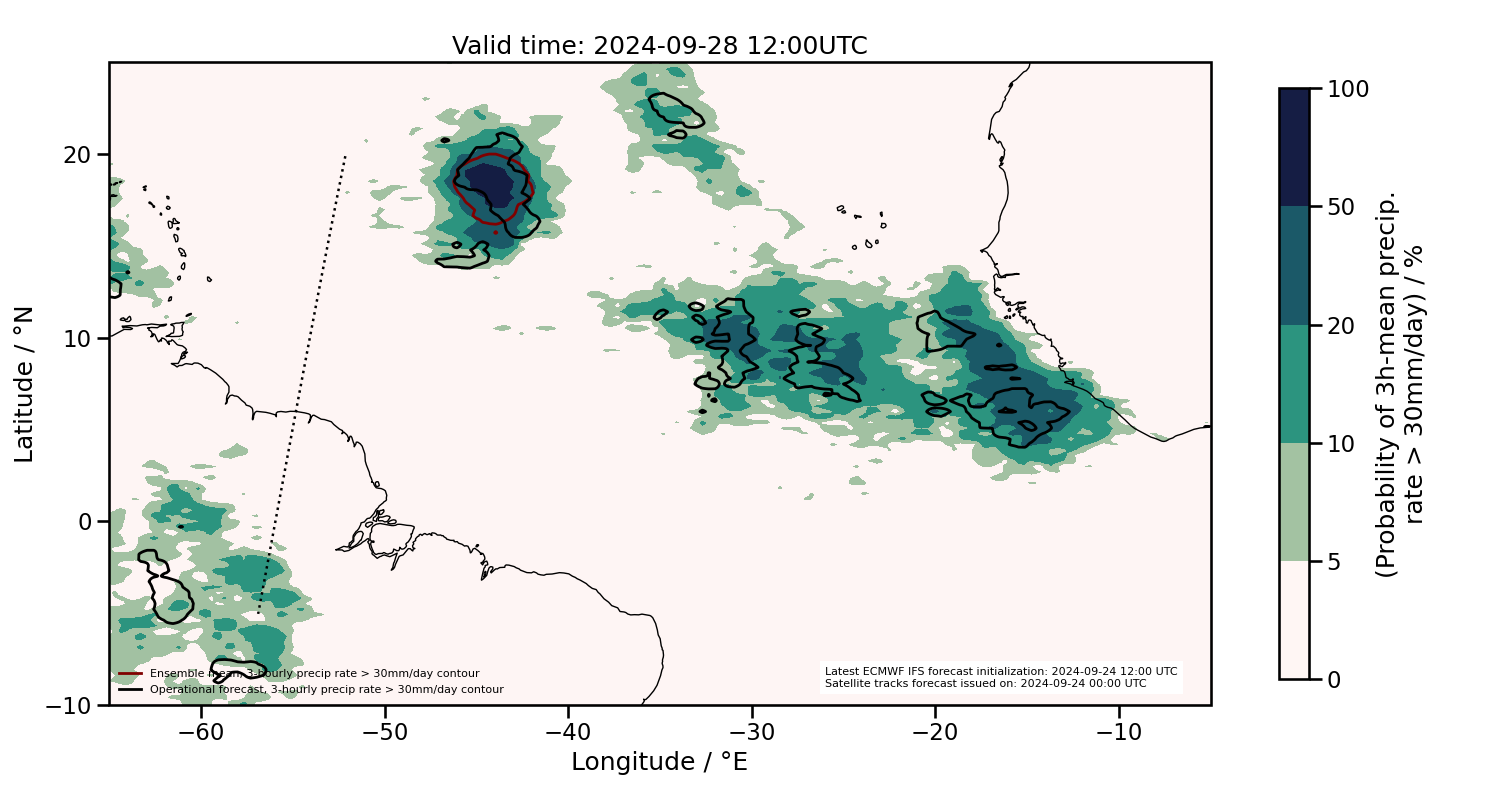 Valid time: 2024-09-28 12:00UTC
20
10
0
−10
Latitude / °N
−60
−50
−40
−30
−20
−10
Longitude / °E
Ensemble mean, 3-hourly precip rate > 30mm/day contour
Operational forecast, 3-hourly precip rate > 30mm/day contour
Latest ECMWF IFS forecast initialization: 2024-09-24 12:00 UTC
Satellite tracks forecast issued on: 2024-09-24 00:00 UTC
100
50
20
10
5
0
(Probability of 3h-mean precip.
rate > 30mm/day) / %